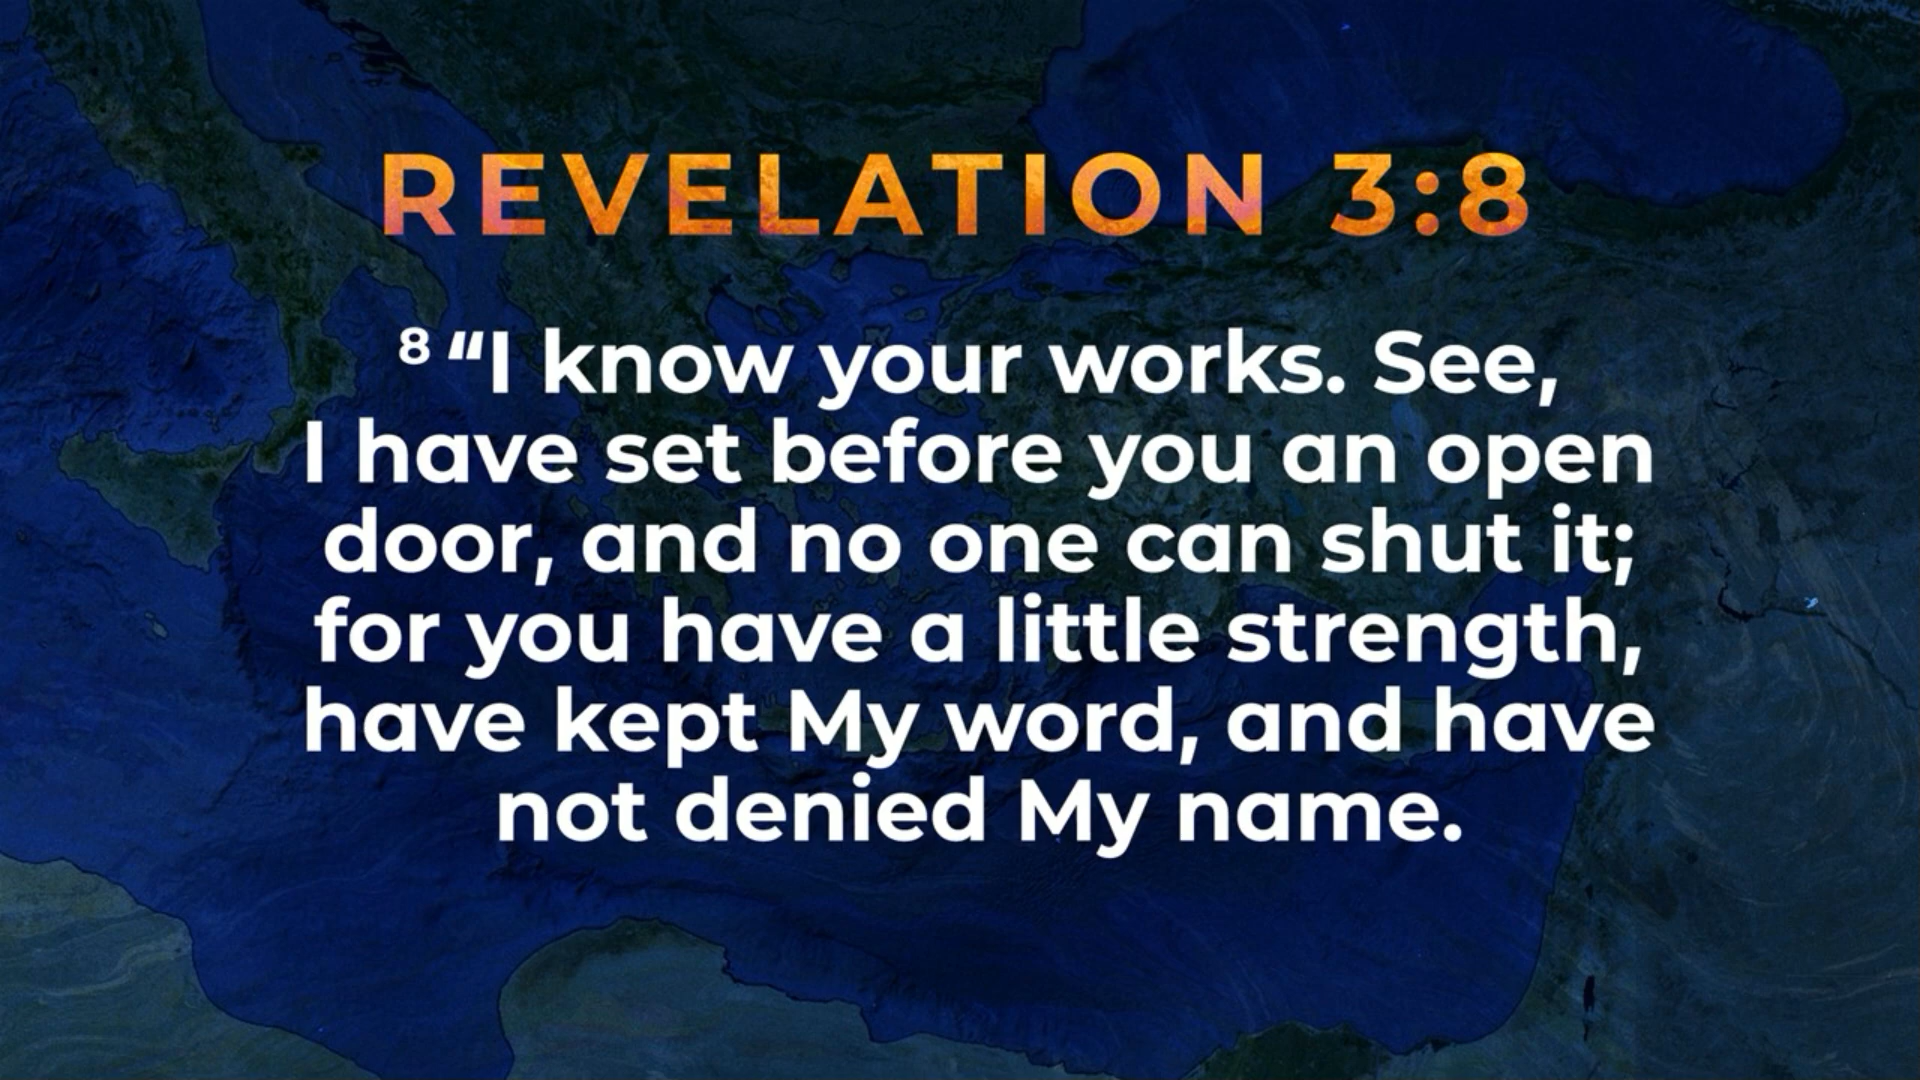 REVELATION 3:8
8 “I know your works. See,
I have set before you an open
door, and no one can shut it;
for you have a little strength,
have kept My word, and have
not denied My name.